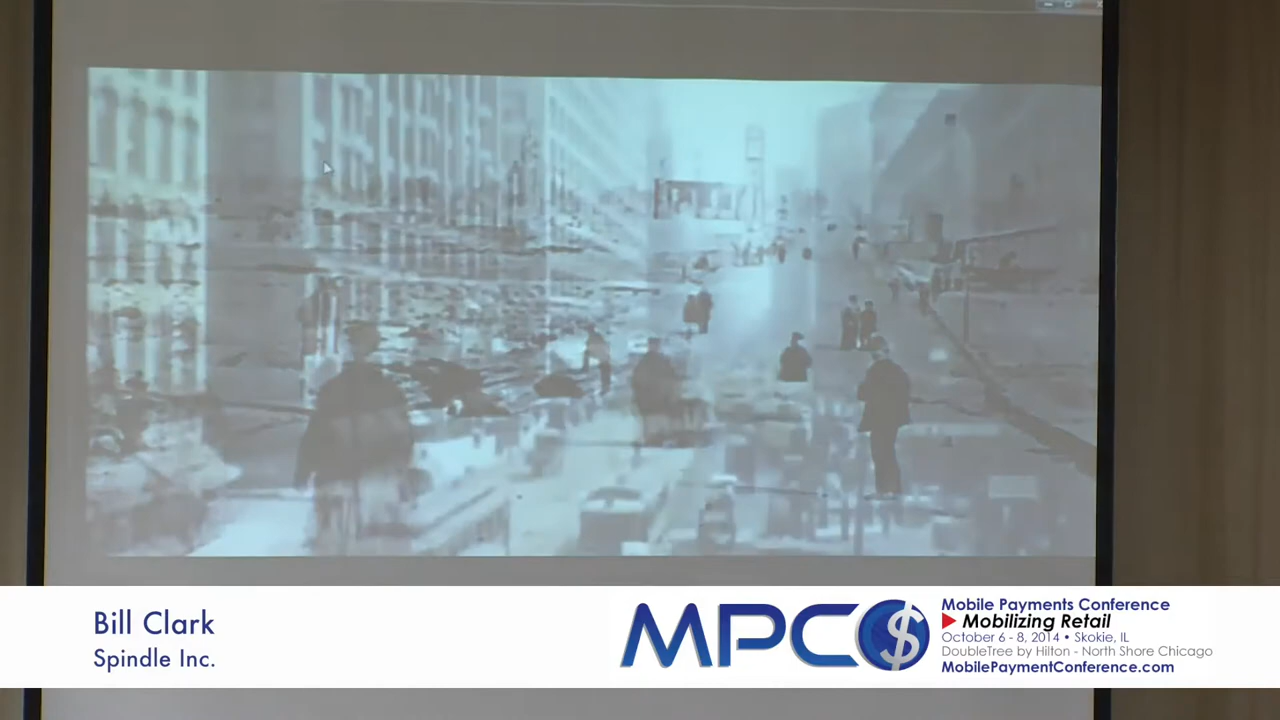 Bill Clark
Spindle Inc.
MPC$
Mobile Payments Conference
Mobilizing Retail
October 6 - 8, 2014 • Skokie, IL
DoubleTree by Hilton - North Shore Chicago
MobilePaymentConference.com